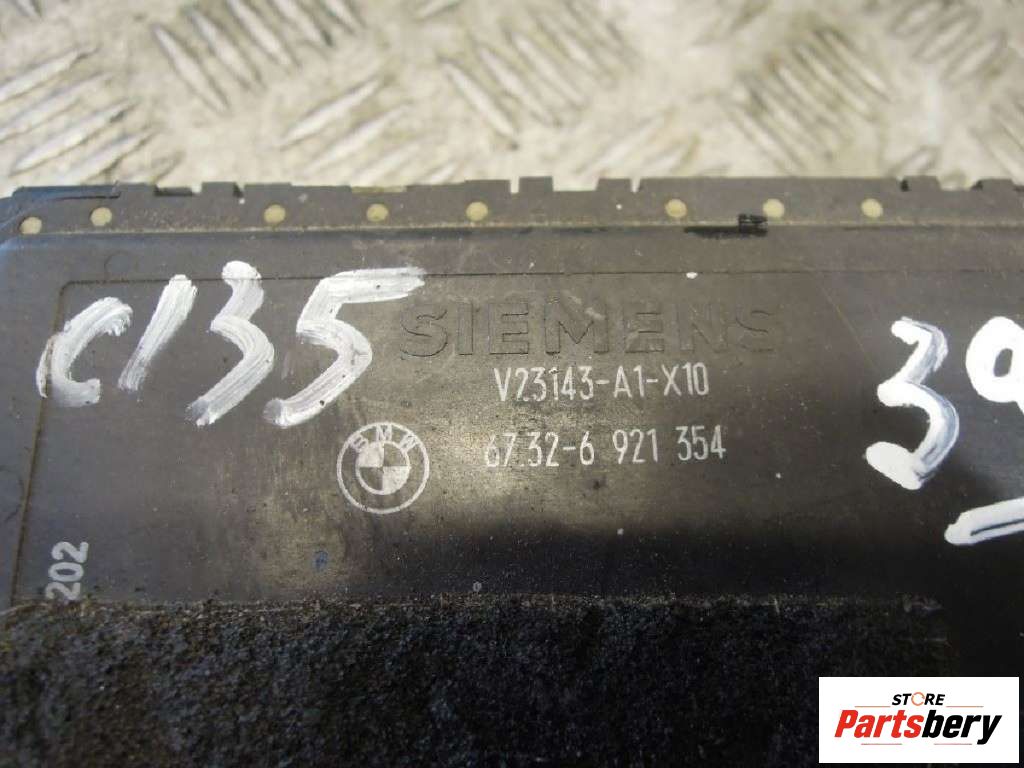 C135
SIEMENS
V23143-A1-X10
39
BMW
67.32-6 921 354
202
STORE
Partsbery